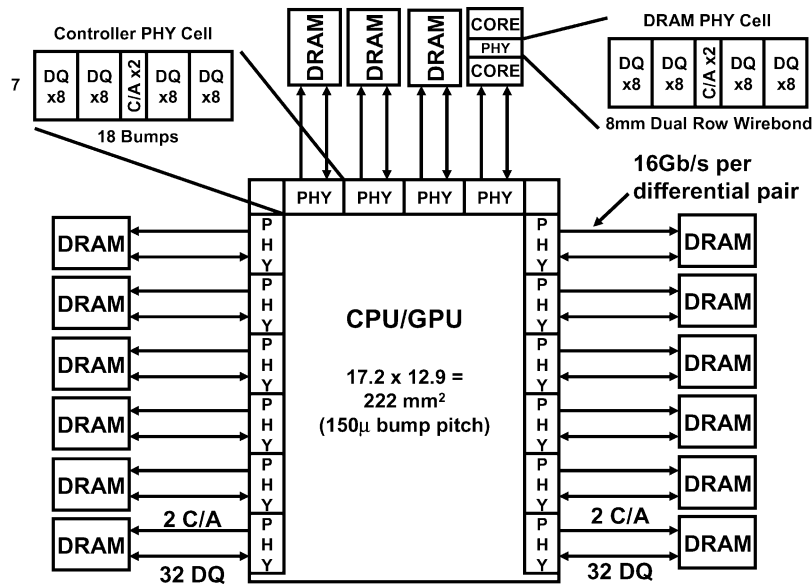 Controller PHY Cell
7
DQ x8
DQ x8
C/A x2
DQ x8
DQ x8
18 Bumps
DRAM
DRAM
DRAM
CORE
PHY
CORE
DRAM PHY Cell
DQ x8
DQ x8
C/A x2
DQ x8
DQ x8
8mm Dual Row Wirebond
16Gb/s per
differential pair
PHY
PHY
PHY
PHY
DRAM
PHY
PHY
DRAM
DRAM
PHY
PHY
DRAM
CPU/GPU
DRAM
PHY
PHY
DRAM
17.2 x 12.9 =
222 mm²
(150µ bump pitch)
DRAM
PHY
PHY
DRAM
DRAM
PHY
PHY
DRAM
2 C/A
2 C/A
DRAM
PHY
PHY
DRAM
32 DQ
32 DQ